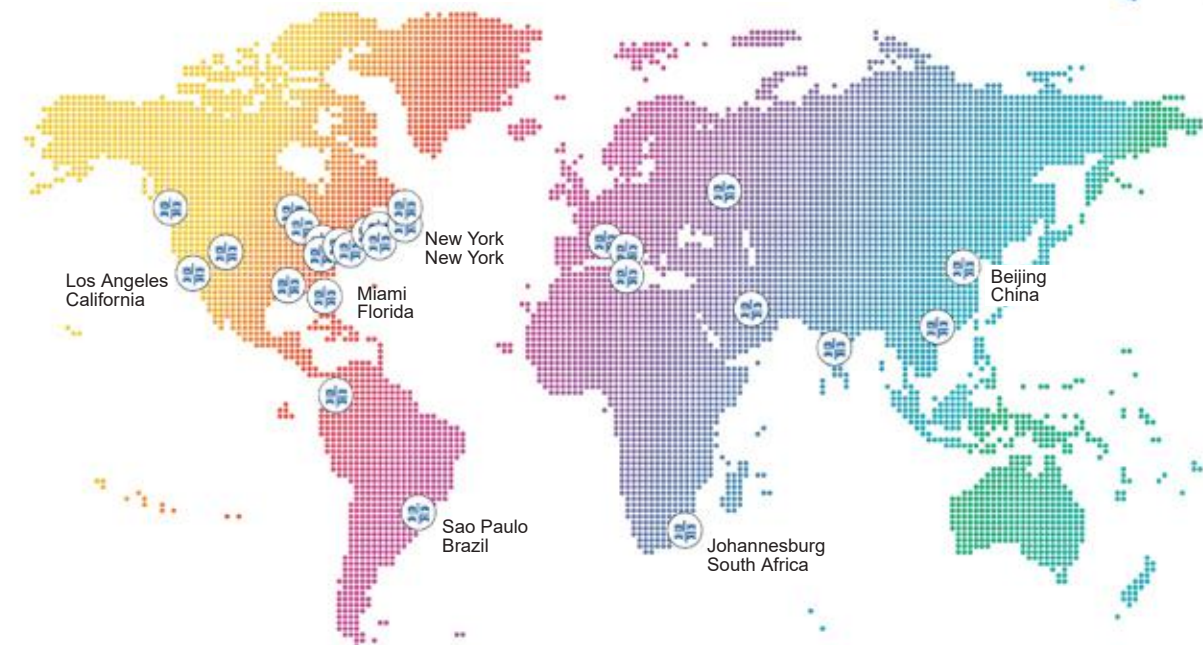 New York
New York
Los Angeles
California
Miami
Florida
Beijing
China
Sao Paulo
Brazil
Johannesburg
South Africa